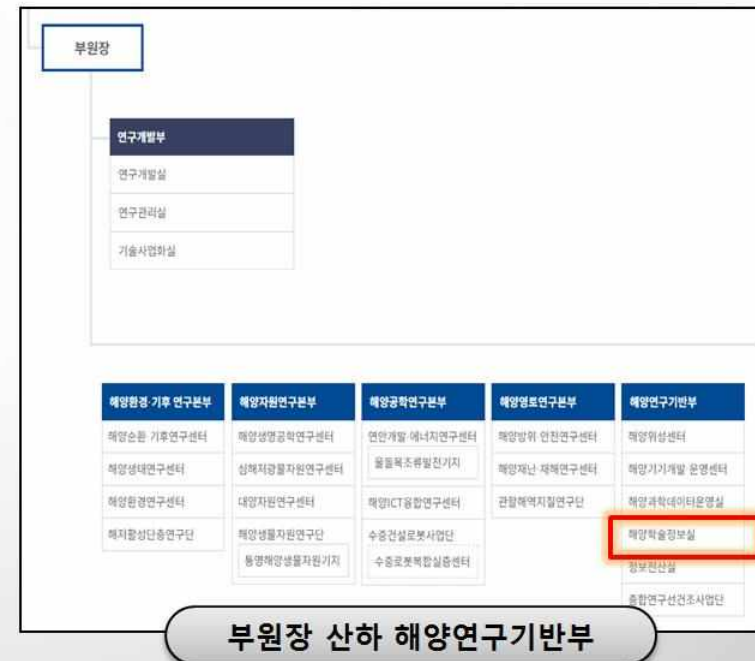 부원장
연구개발부
연구개발실
연구관리실
기술사업화실
해양환경·기후 연구본부
해양순환·기후연구센터
해양생태연구센터
해양환경연구센터
해저활성단층연구단
해양자원연구본부
해양생명공학연구센터
심해저광물자원연구센터
대양자원연구센터
해양생물자원연구단
통영해양생물자원기지
해양공학연구본부
연안개발·에너지연구센터
울돌목조류발전기지
해양ICT융합연구센터
수중건설로봇사업단
수중로봇복합실증센터
해양영토연구본부
해양방위·안전연구센터
해양재난·재해연구센터
관할해역지질연구단
해양연구기반부
해양위성센터
해양기기개발·운영센터
해양과학데이터운영실
해양학술정보실
정보전산실
종합연구선건조사업단
부원장 산하 해양연구기반부